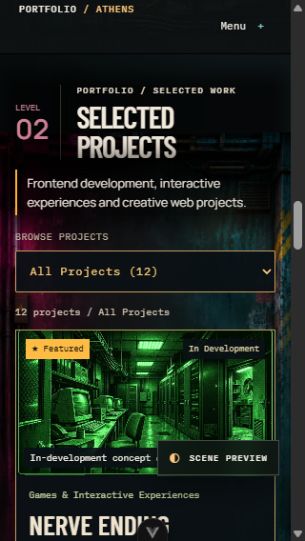 PORTFOLIO / ATHENS
Menu +
PORTFOLIO / SELECTED WORK
LEVEL
02
SELECTED
PROJECTS
Frontend development, interactive
experiences and creative web projects.
BROWSE PROJECTS
All Projects (12)
12 projects / All Projects
★ Featured
In Development
In-development concept
SCENE PREVIEW
Games & Interactive Experiences
NERVE ENDING